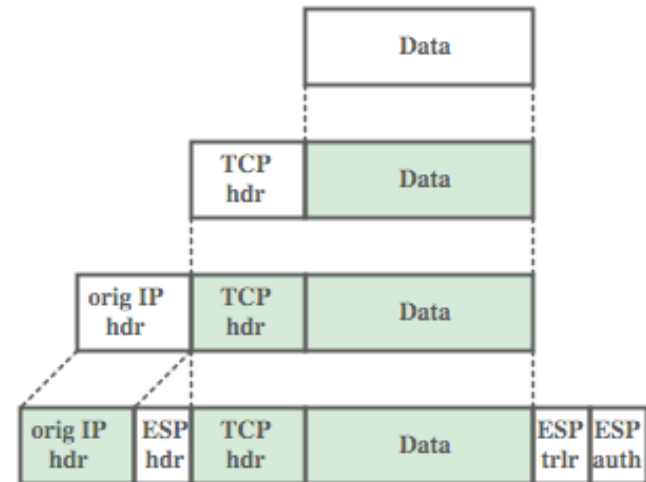 Data
TCP
hdr
Data
orig IP
hdr
TCP
hdr
Data
orig IP
hdr
ESP
hdr
TCP
hdr
Data
ESP
trlr
ESP
auth